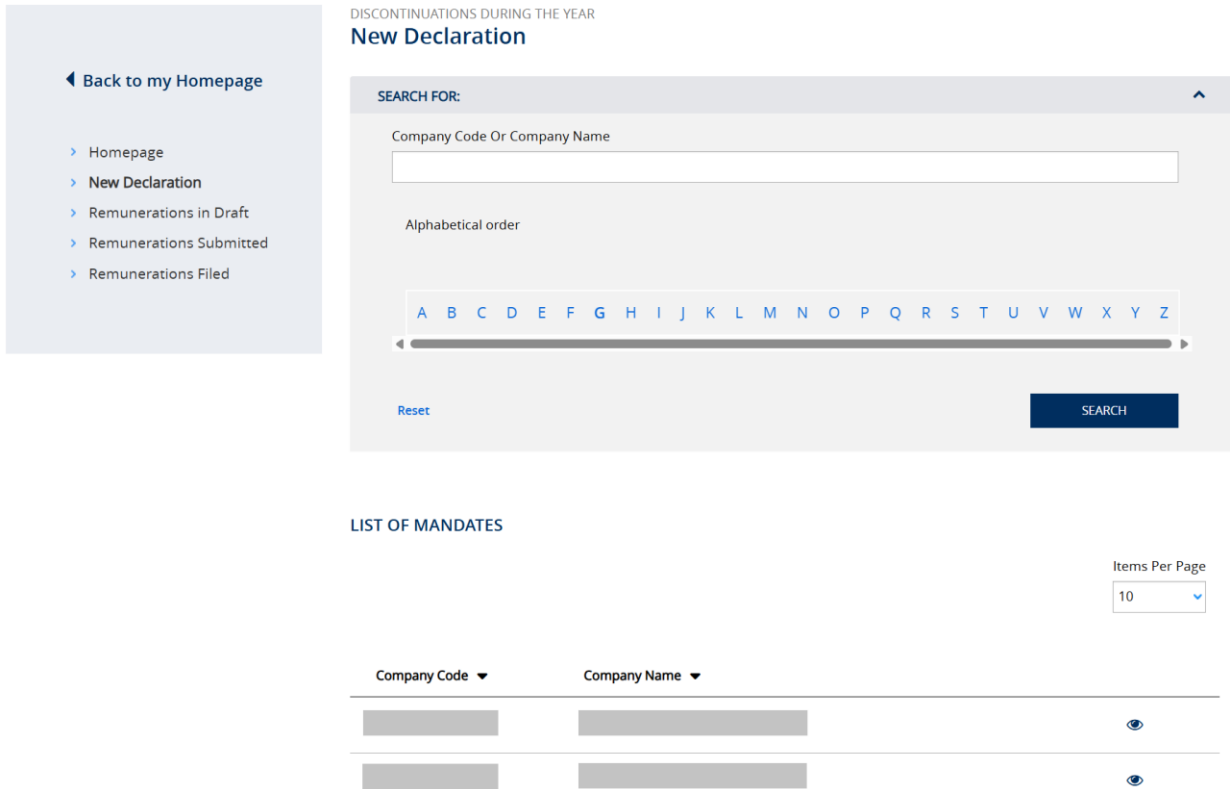 Back to my Homepage
Homepage
New Declaration
Remunerations in Draft
Remunerations Submitted
Remunerations Filed
DISCONTINUATIONS DURING THE YEAR
New Declaration
SEARCH FOR:
Company Code Or Company Name
Alphabetical order
A B C D E F G H I J K L M N O P Q R S T U V W X Y Z
Reset SEARCH
LIST OF MANDATES
Items Per Page
10
Company Code Company Name